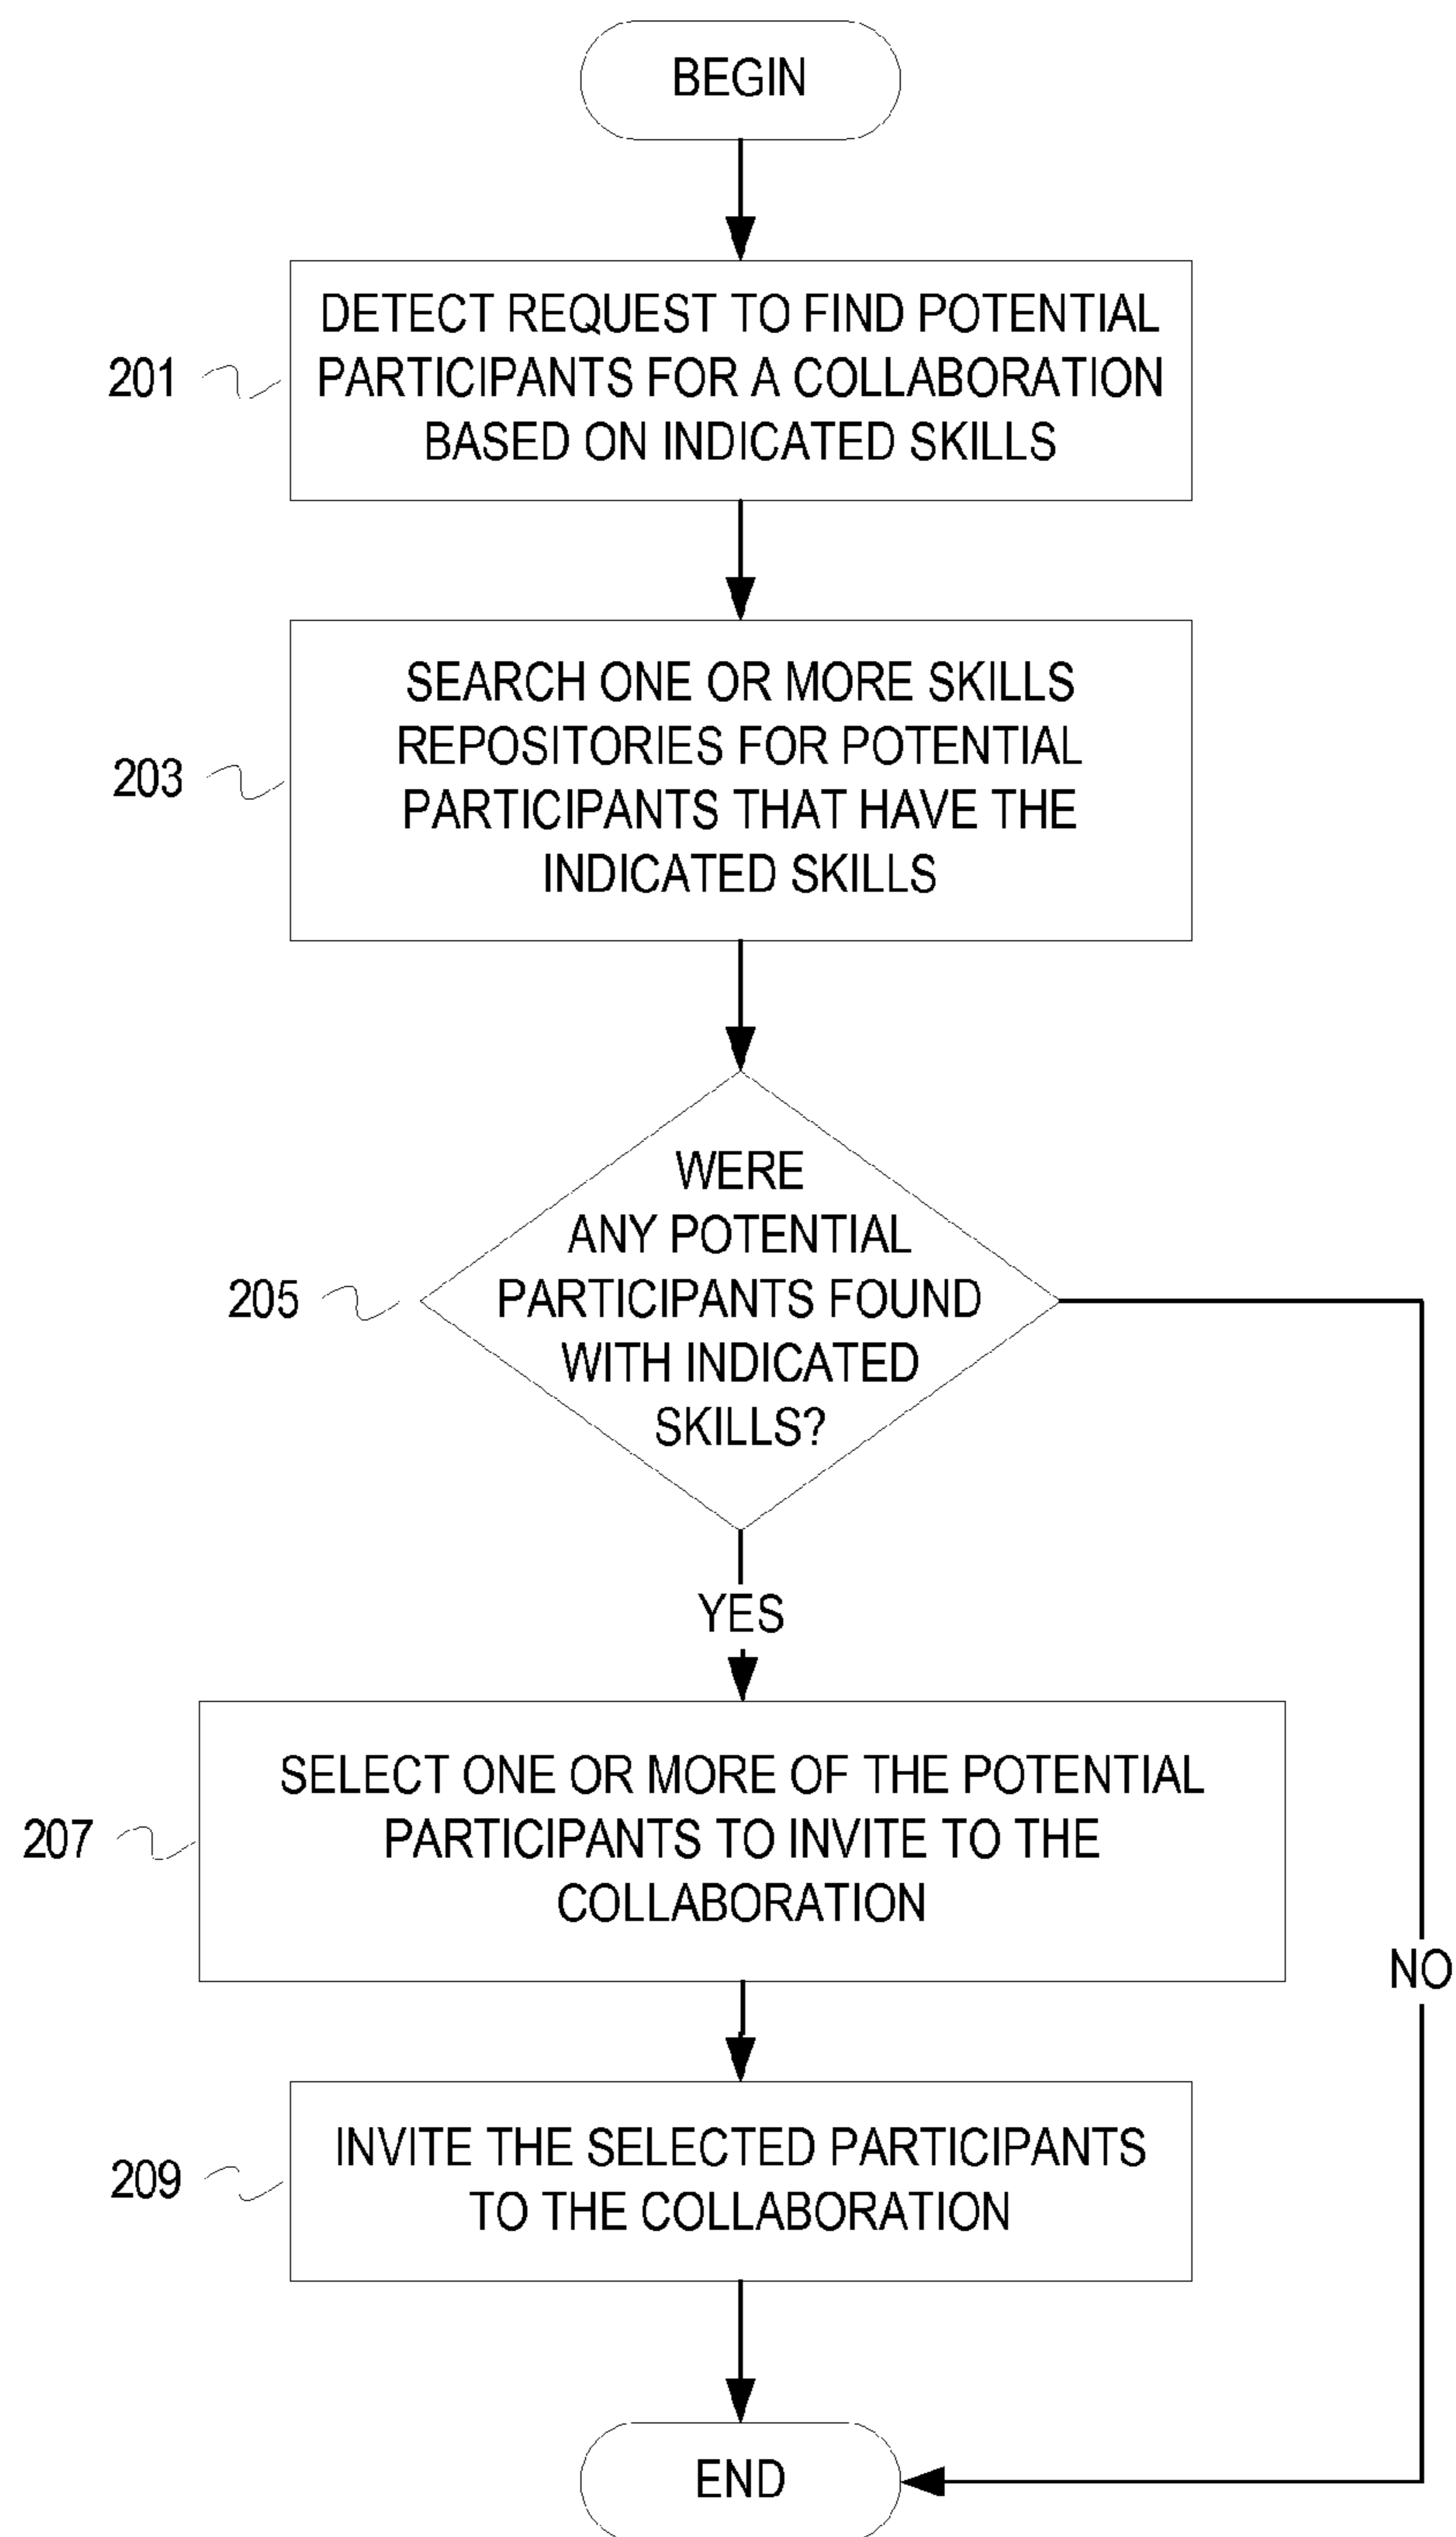 BEGIN
DETECT REQUEST TO FIND POTENTIAL
201
PARTICIPANTS FOR A COLLABORATION
BASED ON INDICATED SKILLS
SEARCH ONE OR MORE SKILLS
REPOSITORIES FOR POTENTIAL
203
PARTICIPANTS THAT HAVE THE
INDICATED SKILLS
WERE
ANY POTENTIAL
205
PARTICIPANTS FOUND
WITH INDICATED
SKILLS?
YES
SELECT ONE OR MORE OF THE POTENTIAL
207
PARTICIPANTS TO INVITE TO THE
COLLABORATION
NO
INVITE THE SELECTED PARTICIPANTS
209
TO THE COLLABORATION
END